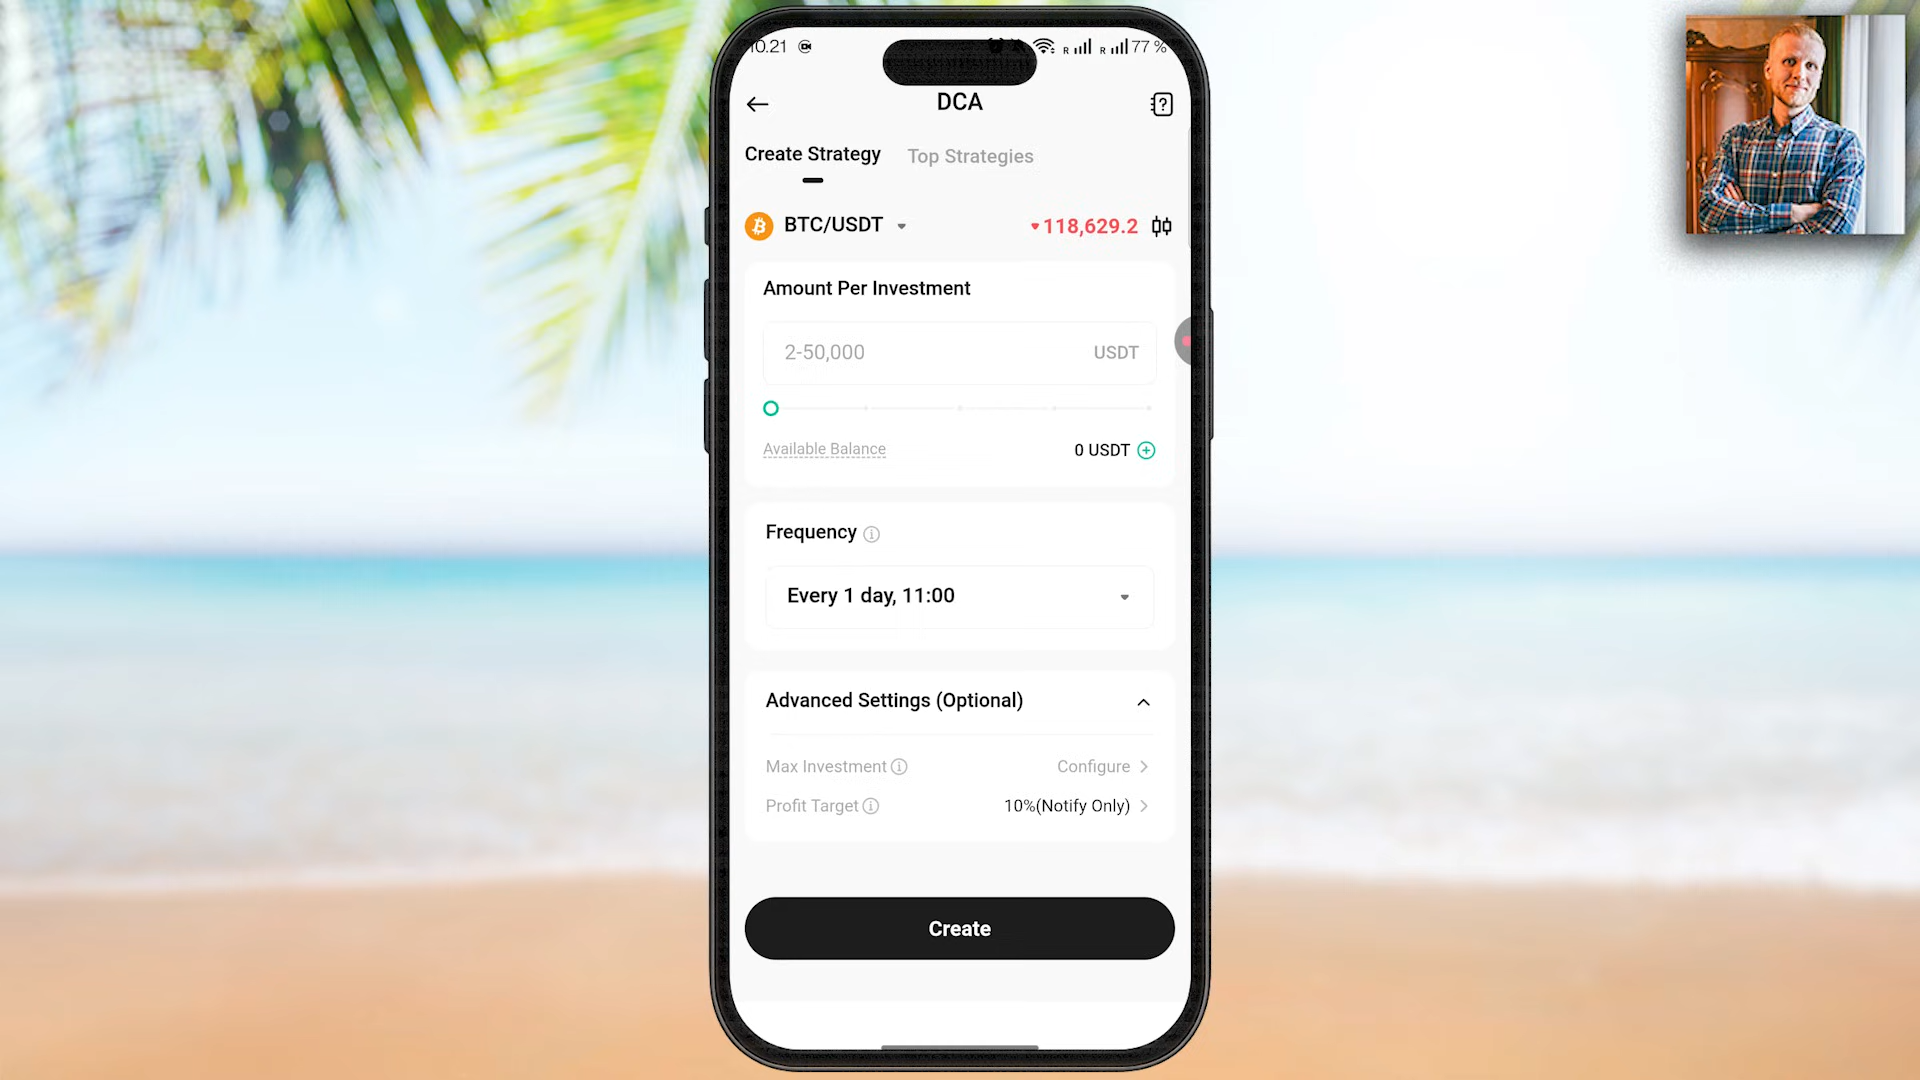 10.21 R R 77 %
DCA
Create Strategy Top Strategies
BTC/USDT 118,629.2
Amount Per Investment
2-50,000 USDT
Available Balance 0 USDT
Frequency
Every 1 day, 11:00
Advanced Settings (Optional)
Max Investment Configure
Profit Target 10%(Notify Only)
Create